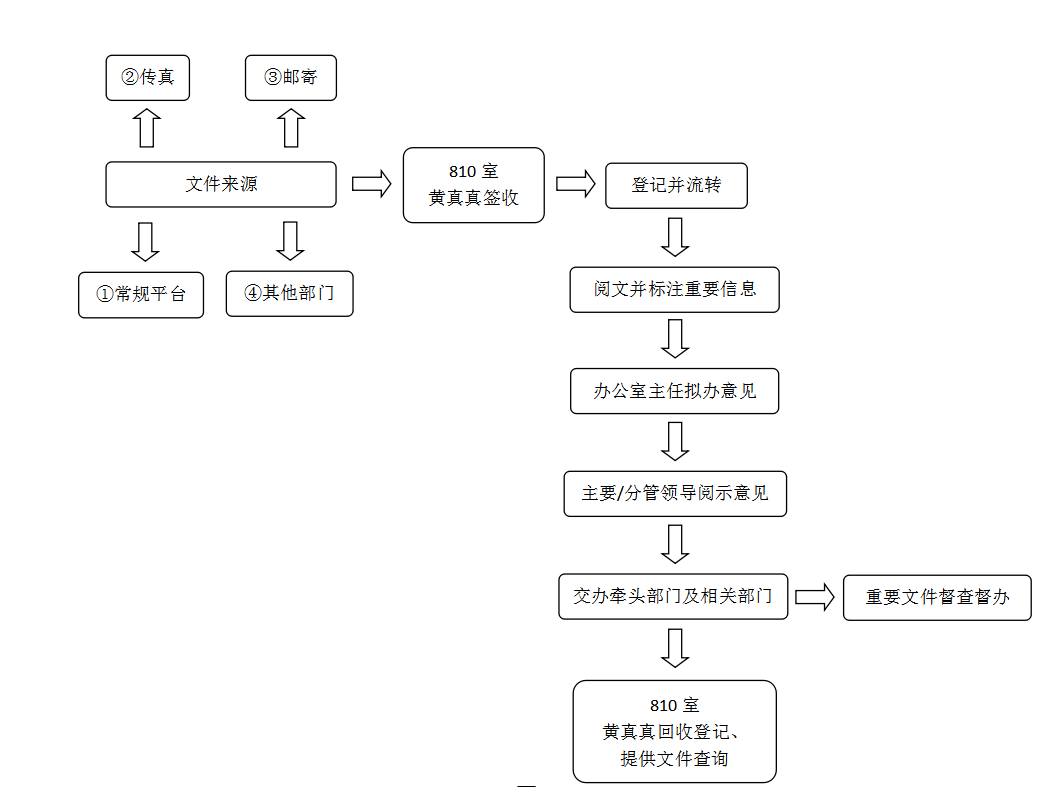 ②传真
③邮寄
文件来源
810 室
黄真真签收
登记并流转
①常规平台
④其他部门
阅文并标注重要信息
办公室主任拟办意见
主要/分管领导阅示意见
交办牵头部门及相关部门
重要文件督查督办
810 室
黄真真回收登记、
提供文件查询